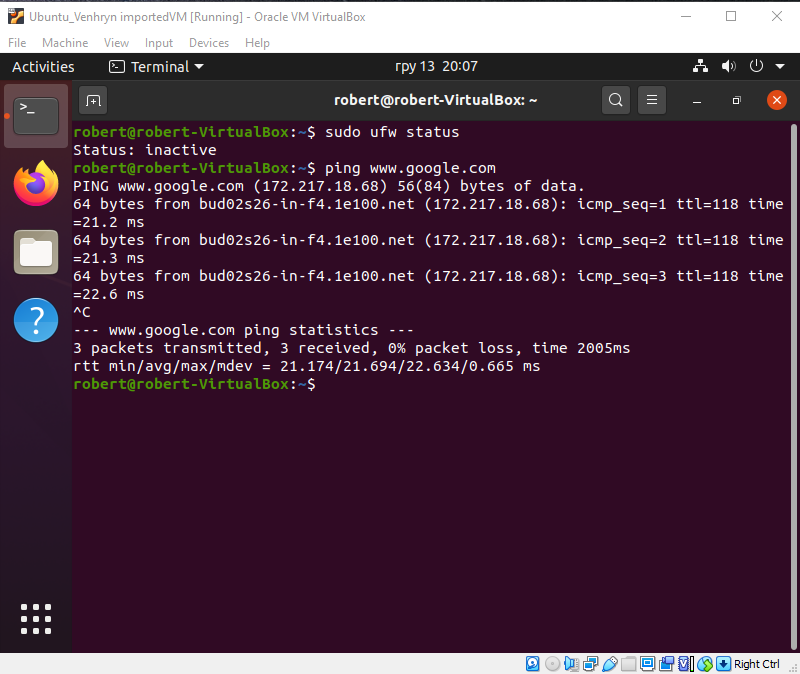 Ubuntu_Venhryn importedVM [Running] - Oracle VM VirtualBox
File Machine View Input Devices Help
Activities Terminal гру 13 20:07
robert@robert-VirtualBox: ~
robert@robert-VirtualBox:~$ sudo ufw status
Status: inactive
robert@robert-VirtualBox:~$ ping www.google.com
PING www.google.com (172.217.18.68) 56(84) bytes of data.
64 bytes from bud02s26-in-f4.1e100.net (172.217.18.68): icmp_seq=1 ttl=118 time
=21.2 ms
64 bytes from bud02s26-in-f4.1e100.net (172.217.18.68): icmp_seq=2 ttl=118 time
=21.3 ms
64 bytes from bud02s26-in-f4.1e100.net (172.217.18.68): icmp_seq=3 ttl=118 time
=22.6 ms
^C
--- www.google.com ping statistics ---
3 packets transmitted, 3 received, 0% packet loss, time 2005ms
rtt min/avg/max/mdev = 21.174/21.694/22.634/0.665 ms
robert@robert-VirtualBox:~$
Right Ctrl